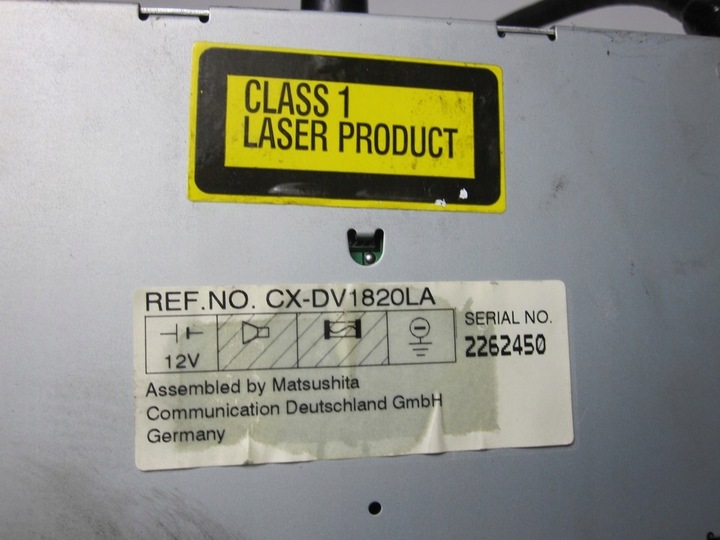 CLASS 1
LASER PRODUCT
REF.NO. CX-DV1820LA
12V
SERIAL NO.
2262450
Assembled by Matsushita
Communication Deutschland GmbH
Germany